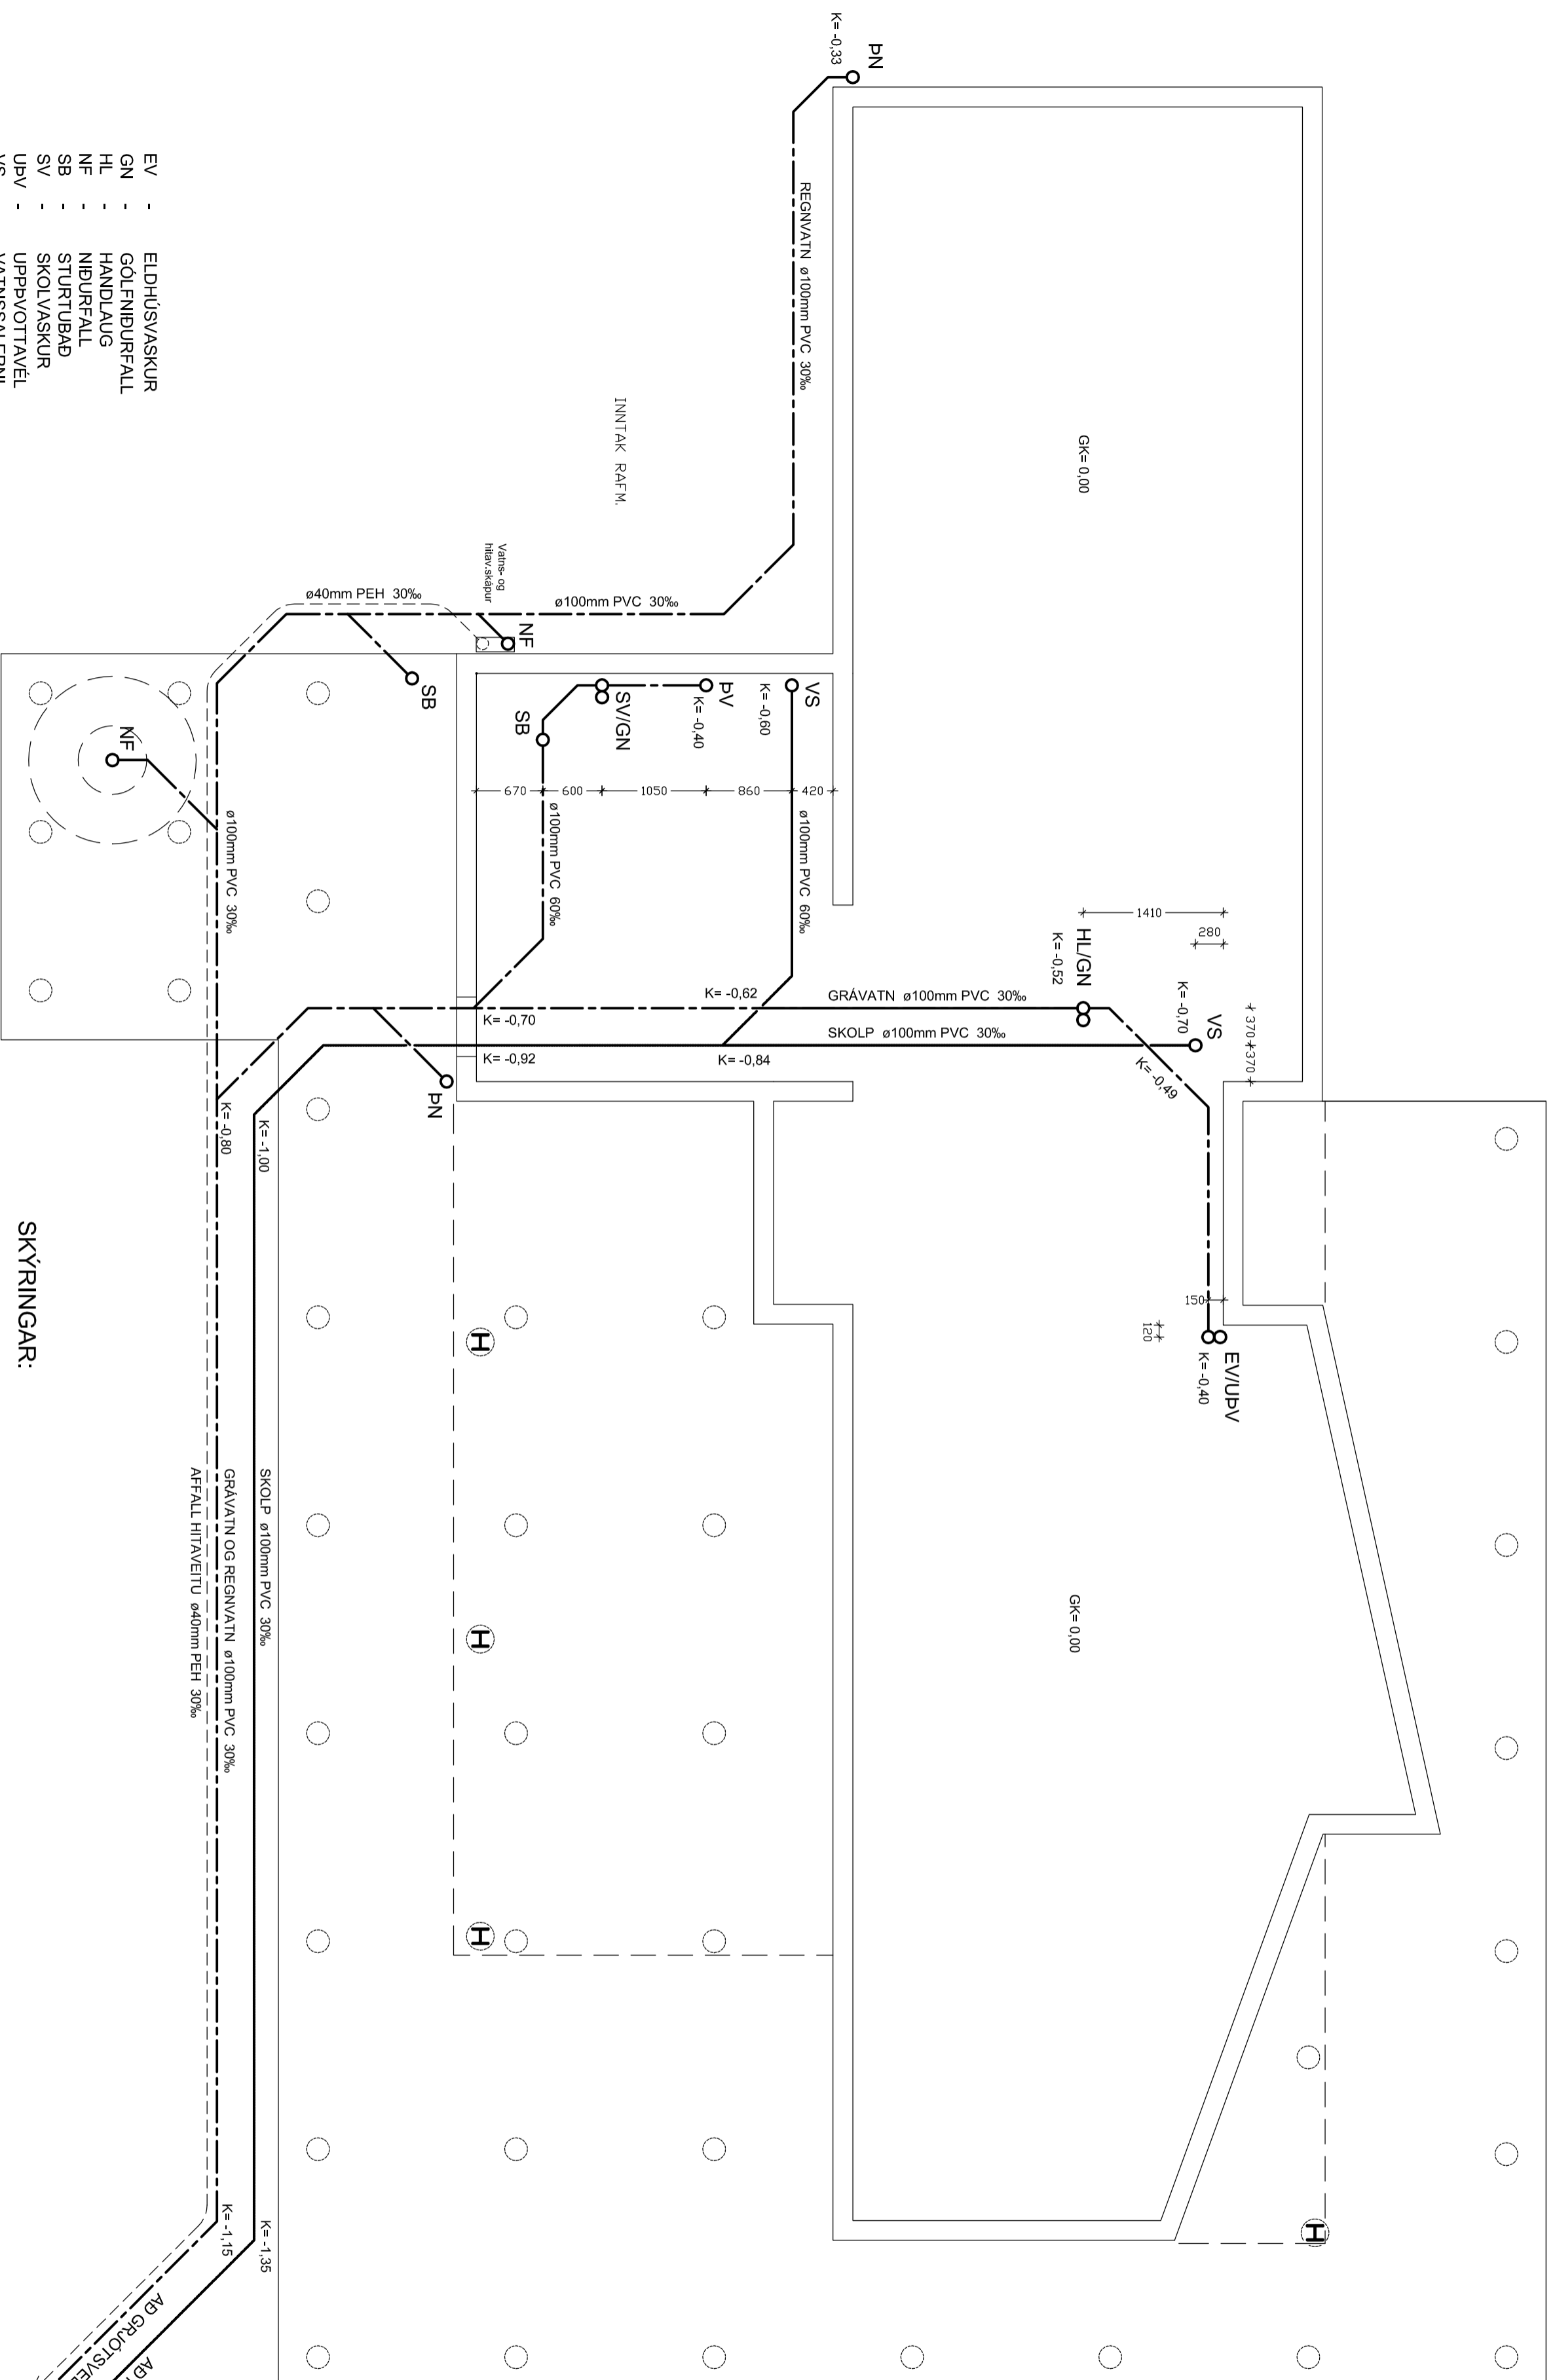 ÞN
K= -0,33
REGNVATN ø100mm PVC 30‰
INNTAK RAFM.
GK= 0,00
Vatns- og
hitav.skápur
ø40mm PEH 30‰
ø100mm PVC 30‰
NF
SB
NF
ø100mm PVC 30‰
VS
K= -0,60
ÞV
K= -0,40
SV/GN
SB
670
600
1050
860
420
ø100mm PVC 60‰
ø100mm PVC 60‰
1410
280
HL/GN
K= -0,52
VS
K= -0,70
370
370
K= -0,62
GRÁVATN ø100mm PVC 30‰
SKOLP ø100mm PVC 30‰
K= -0,84
K= -0,70
K= -0,92
K= -0,49
ÞN
K= -0,80
K= -1,00
150
120
EV/UÞV
K= -0,40
H
H
H
H
GK= 0,00
SKOLP ø100mm PVC 30‰
GRÁVATN OG REGNVATN ø100mm PVC 30‰
AFFALL HITAVEITU ø40mm PEH 30‰
K= -1,35
K= -1,15
AÐ GRJÓTSVE
AÐ
SKÝRINGAR:
EV - ELDHÚSVASKUR
GN - GÓLFNIÐURFALL
HL - HANDLAUG
NF - NIÐURFALL
SB - STURTUBAÐ
SV - SKOLVASKUR
UÞV - UPPÞVOTTAVÉL
VS VATNSSALERNI